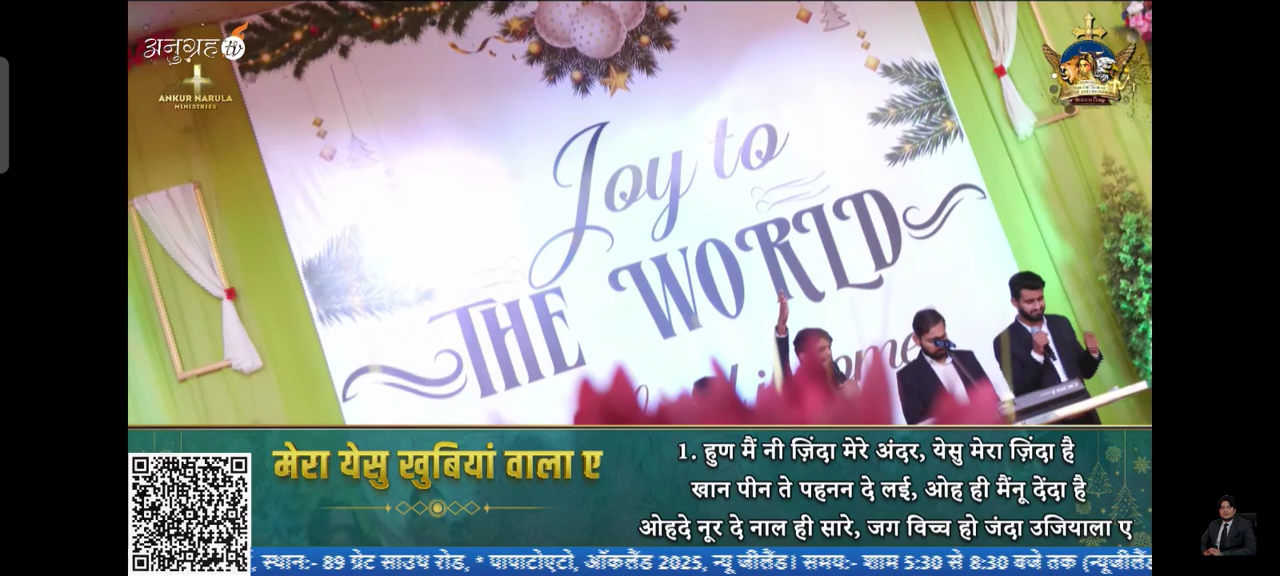 अनुग्रह tv
ANKUR NARULA
MINISTRIES
Joy to
THE WORLD
मेरा येसु खुबियां वाला ए
1. हुण मैं नी ज़िंदा मेरे अंदर, येसु मेरा ज़िंदा है
खान पीन ते पहनन दे लई, ओह ही मैंनू देंदा है
ओहदे नूर दे नाल ही सारे, जग विच्च हो जंदा उजियाला ए
स्थान:- 89 ग्रेट साउथ रोड, * पापाटोएटो, ऑकलैंड 2025, न्यू जीलैंड। समय:- शाम 5:30 से 8:30 बजे तक